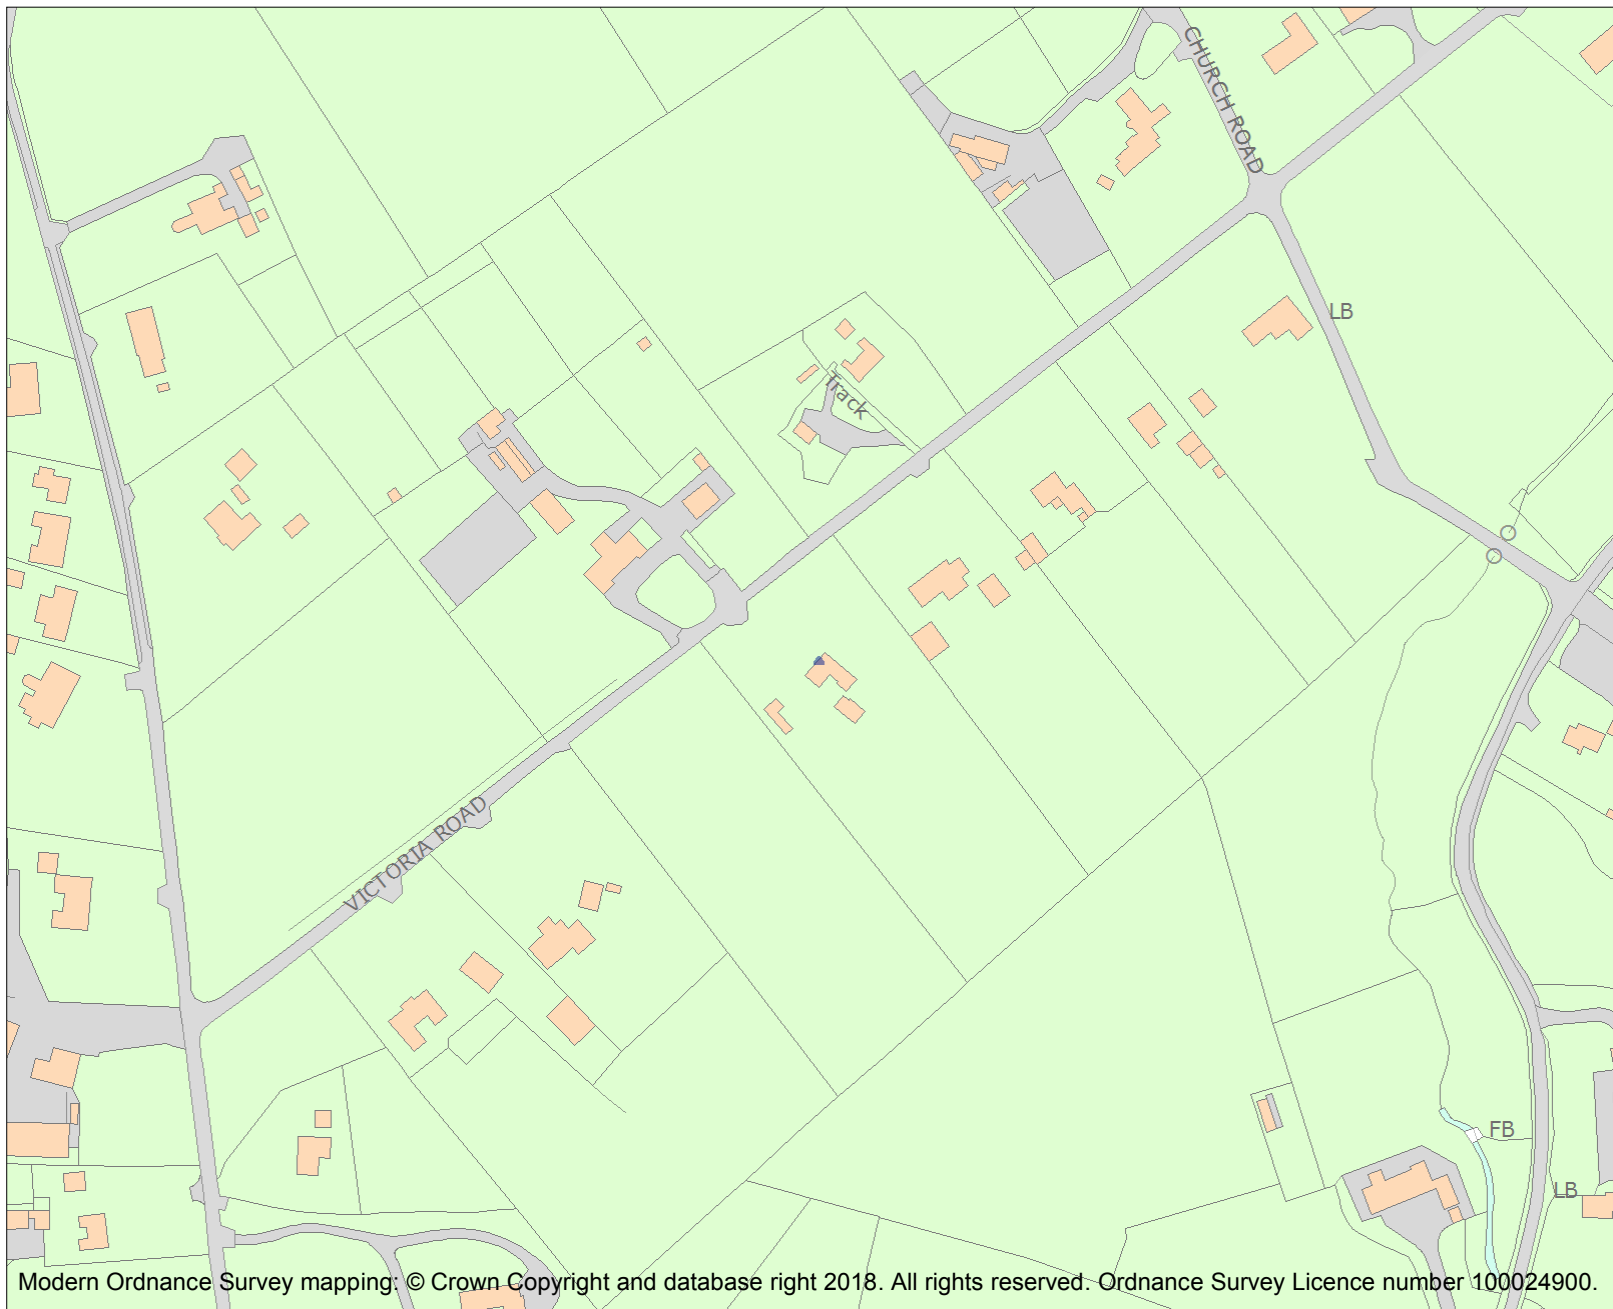 CHURCH ROAD
LB
Track
VICTORIA ROAD
FB
LB
Modern Ordnance Survey mapping: © Crown Copyright and database right 2018. All rights reserved. Ordnance Survey Licence number 100024900.